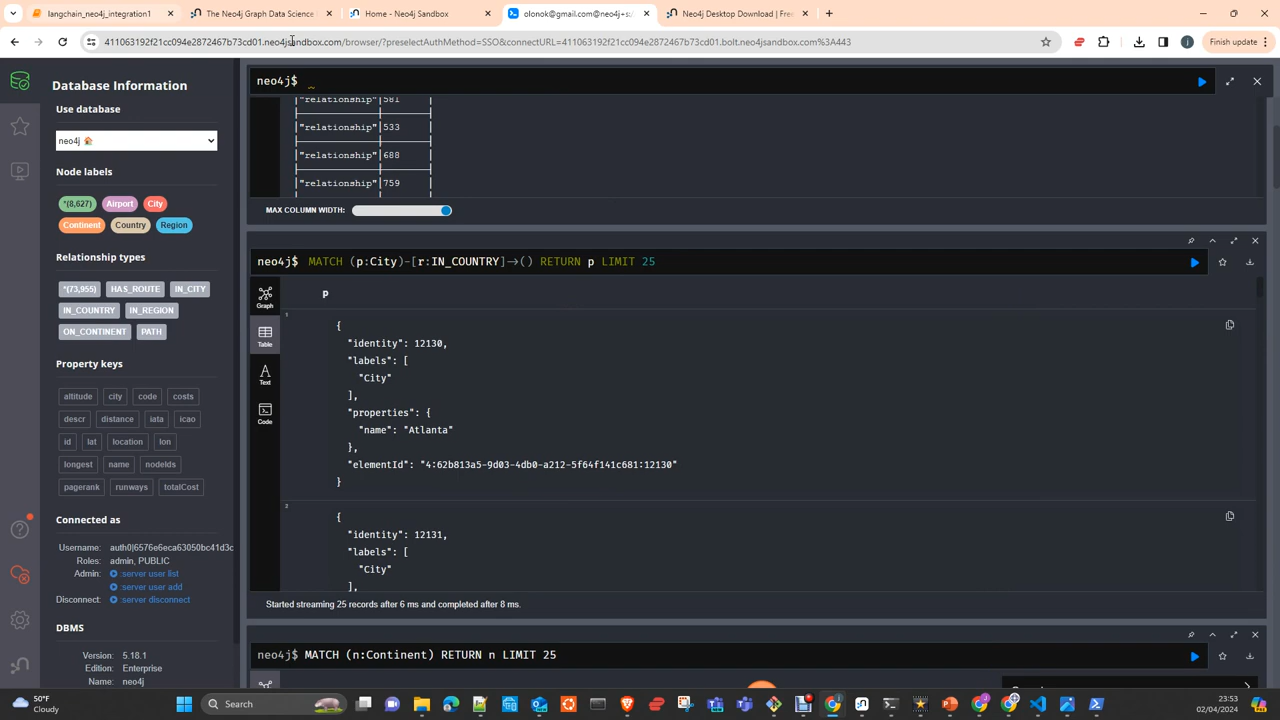 langchain_neo4j_integration1
The Neo4j Graph Data Science
Home - Neo4j Sandbox
olonok@gmail.com@neo4j+s:/
Neo4j Desktop Download | Free
411063192f21cc094e2872467b73cd01.neo4jsandbox.com/browser/?preselectAuthMethod=SSO&connectURL=411063192f21cc094e2872467b73cd01.bolt.neo4jsandbox.com%3A443
Finish update
Database Information
Use database
neo4j
Node labels
*(8,627) Airport City
Continent Country Region
Relationship types
*(73,955) HAS_ROUTE IN_CITY
IN_COUNTRY IN_REGION
ON_CONTINENT PATH
Property keys
altitude city code costs
descr distance iata icao
id lat location lon
longest name nodeIds
pagerank runways totalCost
Connected as
Username: auth0|6576e6eca63050bc41d3c
Roles: admin, PUBLIC
Admin: :server user list
:server user add
Disconnect: :server disconnect
DBMS
Version: 5.18.1
Edition: Enterprise
Name: neo4j
neo4j$
|"relationship"|581 |
|"relationship"|533 |
|"relationship"|688 |
|"relationship"|759 |
MAX COLUMN WIDTH:
neo4j$ MATCH (p:City)-[r:IN_COUNTRY]→() RETURN p LIMIT 25
Graph
Table
Text
Code
p
1
{
"identity": 12130,
"labels": [
"City"
],
"properties": {
"name": "Atlanta"
},
"elementId": "4:62b813a5-9d03-4db0-a212-5f64f141c681:12130"
}
2
{
"identity": 12131,
"labels": [
"City"
],
Started streaming 25 records after 6 ms and completed after 8 ms.
neo4j$ MATCH (n:Continent) RETURN n LIMIT 25
50°F
Cloudy
Search
23:53
02/04/2024